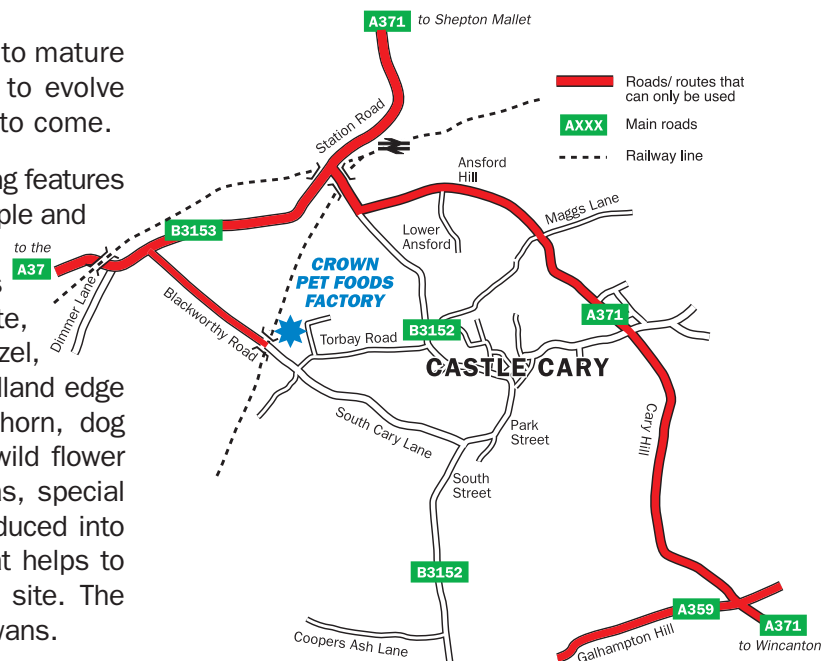 to mature
to evolve
to come.
ng features
ple and
s
te,
zel,
lland edge
horn, dog
wild flower
ns, special
duced into
at helps to
site. The
wans.
A371 to Shepton Mallet
Roads/ routes that
can only be used
AXXX Main roads
Railway line
Station Road
Ansford
Hill
Maggs Lane
Lower
Ansford
B3153
to the
A37
Dimmer Lane
Blackworthy Road
CROWN
PET FOODS
FACTORY
A371
Torbay Road
B3152
CASTLE CARY
South Cary Lane
Park
Street
Cary Hill
South
Street
B3152
A359
A371
to Wincanton
Galhampton Hill
Coopers Ash Lane